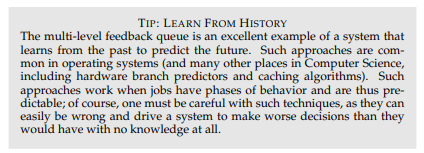 TIP: LEARN FROM HISTORY
The multi-level feedback queue is an excellent example of a system that
learns from the past to predict the future. Such approaches are com-
mon in operating systems (and many other places in Computer Science,
including hardware branch predictors and caching algorithms). Such
approaches work when jobs have phases of behavior and are thus pre-
dictable; of course, one must be careful with such techniques, as they can
easily be wrong and drive a system to make worse decisions than they
would have with no knowledge at all.